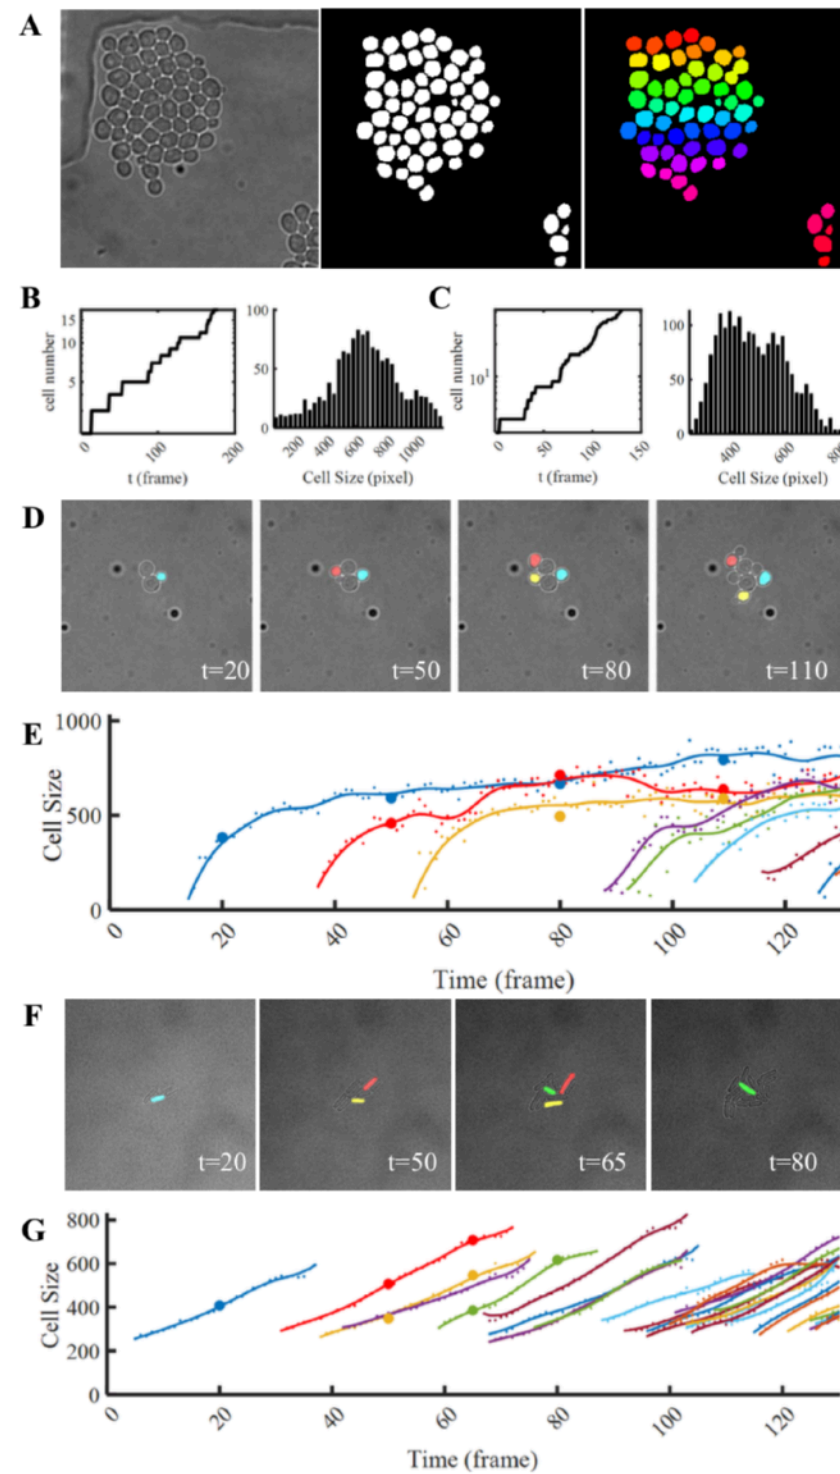 A
B
cell number
15
10
5
0
100
200
t (frame)
100
50
0
200
400
600
800
1000
Cell Size (pixel)
C
cell number
10¹
0
50
100
150
t (frame)
100
50
0
400
600
800
Cell Size (pixel)
D
t=20
t=50
t=80
t=110
E
Cell Size
1000
500
0
0
20
40
60
80
100
120
Time (frame)
F
t=20
t=50
t=65
t=80
G
Cell Size
800
600
400
200
0
0
20
40
60
80
100
120
Time (frame)